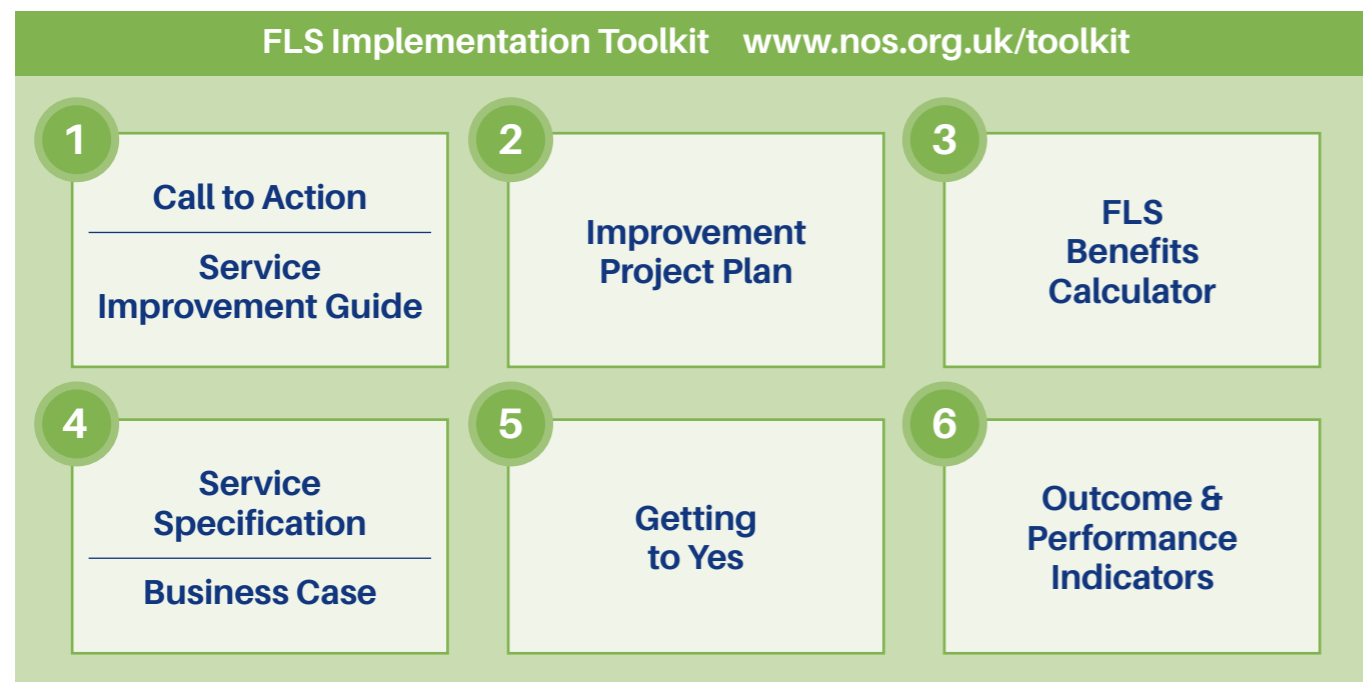 FLS Implementation Toolkit www.nos.org.uk/toolkit
1
Call to Action
Service
Improvement Guide
2
Improvement
Project Plan
3
FLS
Benefits
Calculator
4
Service
Specification
Business Case
5
Getting
to Yes
6
Outcome &
Performance
Indicators